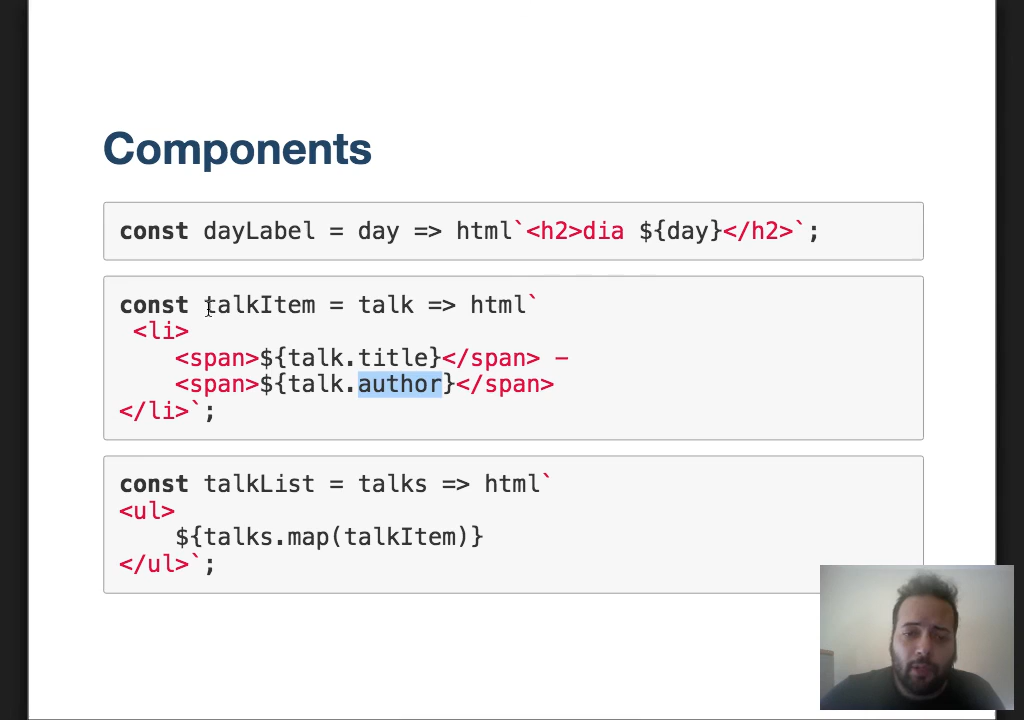 Components
const dayLabel = day => html`<h2>dia ${day}</h2>`;
const talkItem = talk => html`
<li>
<span>${talk.title}</span> –
<span>${talk.author}</span>
</li>`;
const talkList = talks => html`
<ul>
${talks.map(talkItem)}
</ul>`;